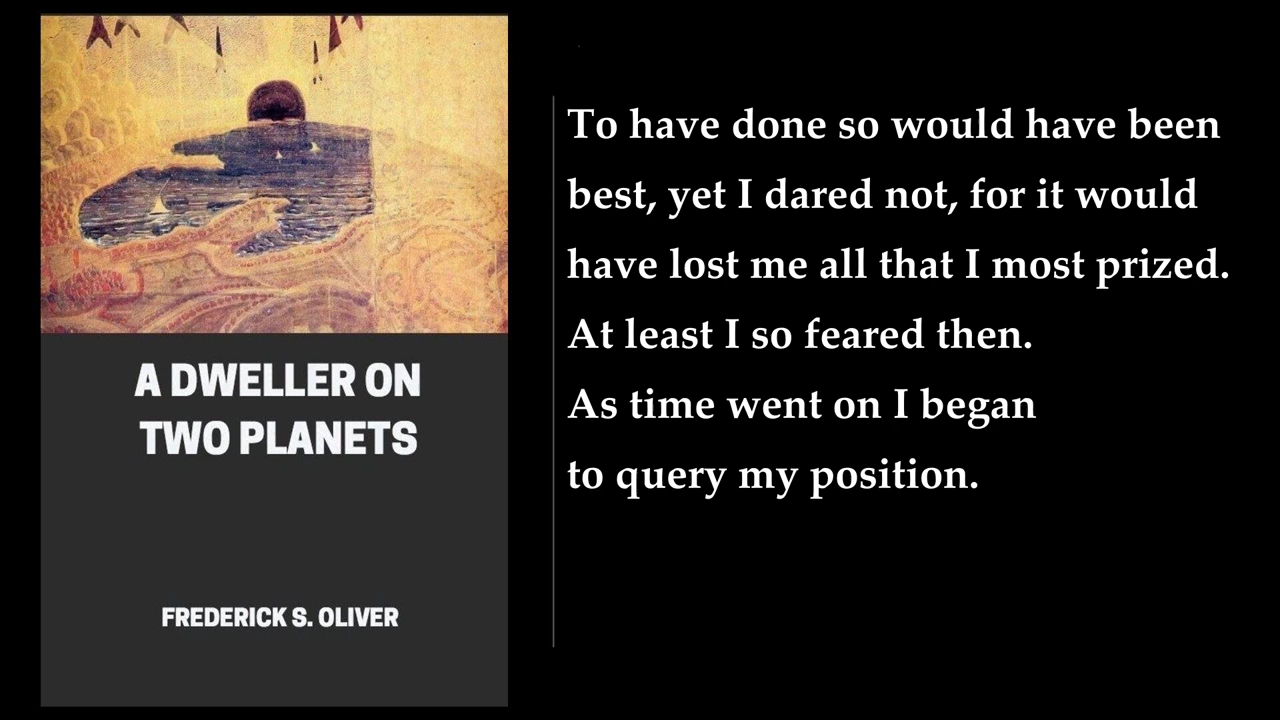 A DWELLER ON
TWO PLANETS
FREDERICK S. OLIVER
To have done so would have been
best, yet I dared not, for it would
have lost me all that I most prized.
At least I so feared then.
As time went on I began
to query my position.